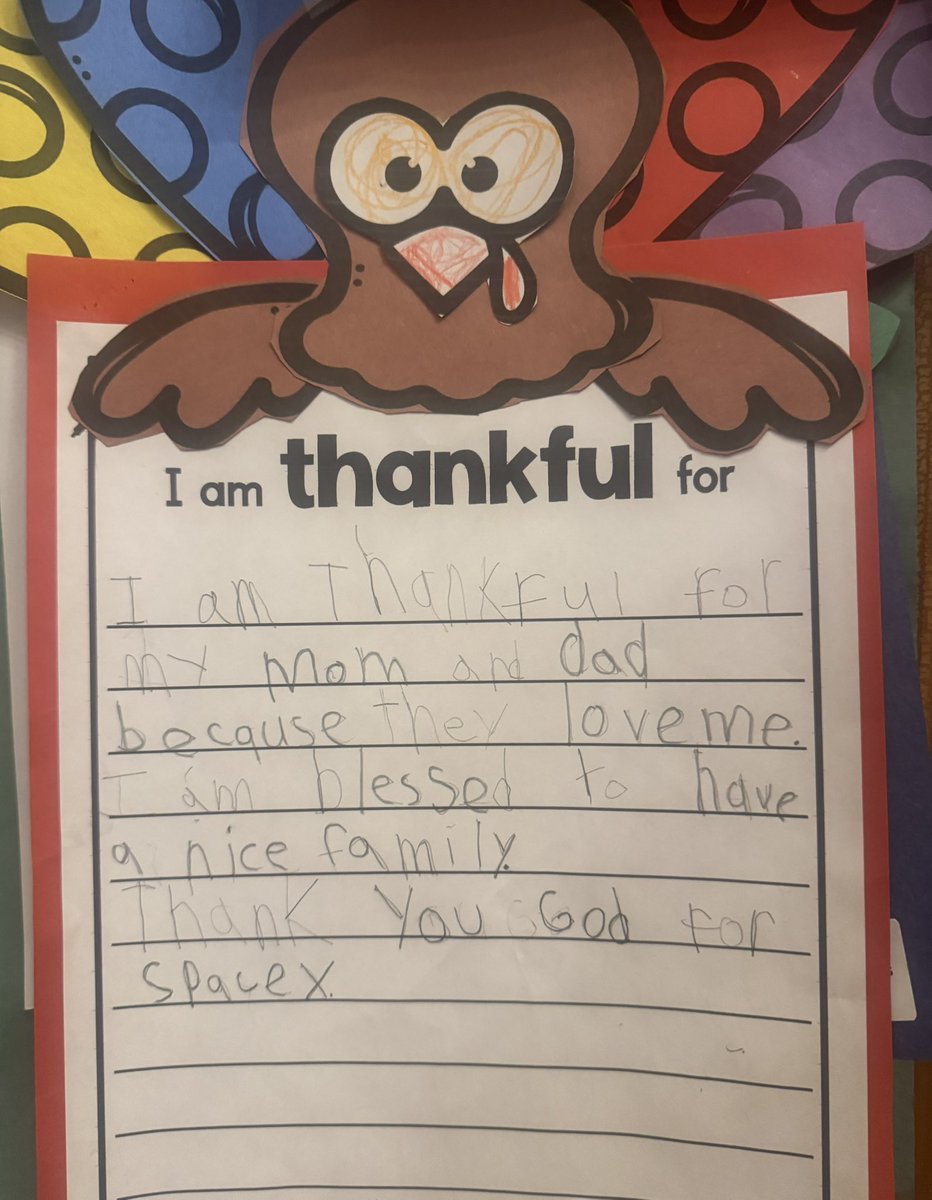 I am thankful for
I am Thankful for
my mom and dad
because they love me.
I am blessed to have
a nice family.
Thank You God for
spacex.